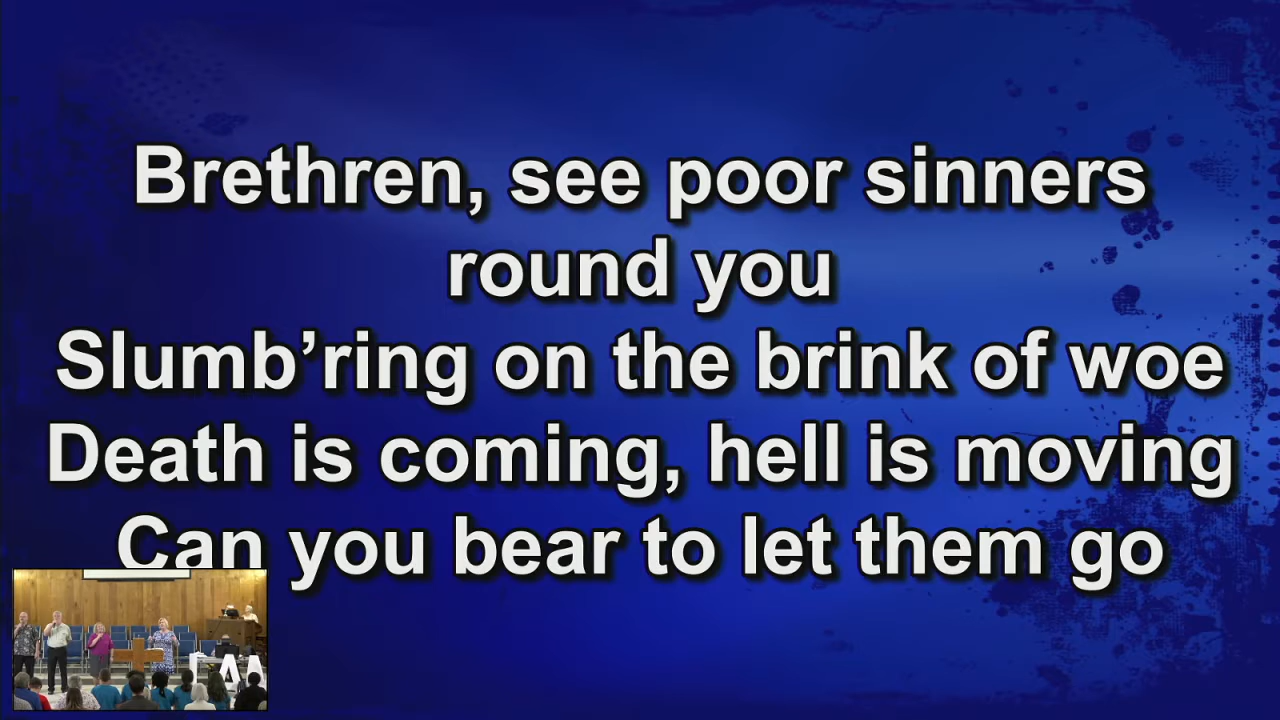 Brethren, see poor sinners
round you
Slumb’ring on the brink of woe
Death is coming, hell is moving
Can you bear to let them go